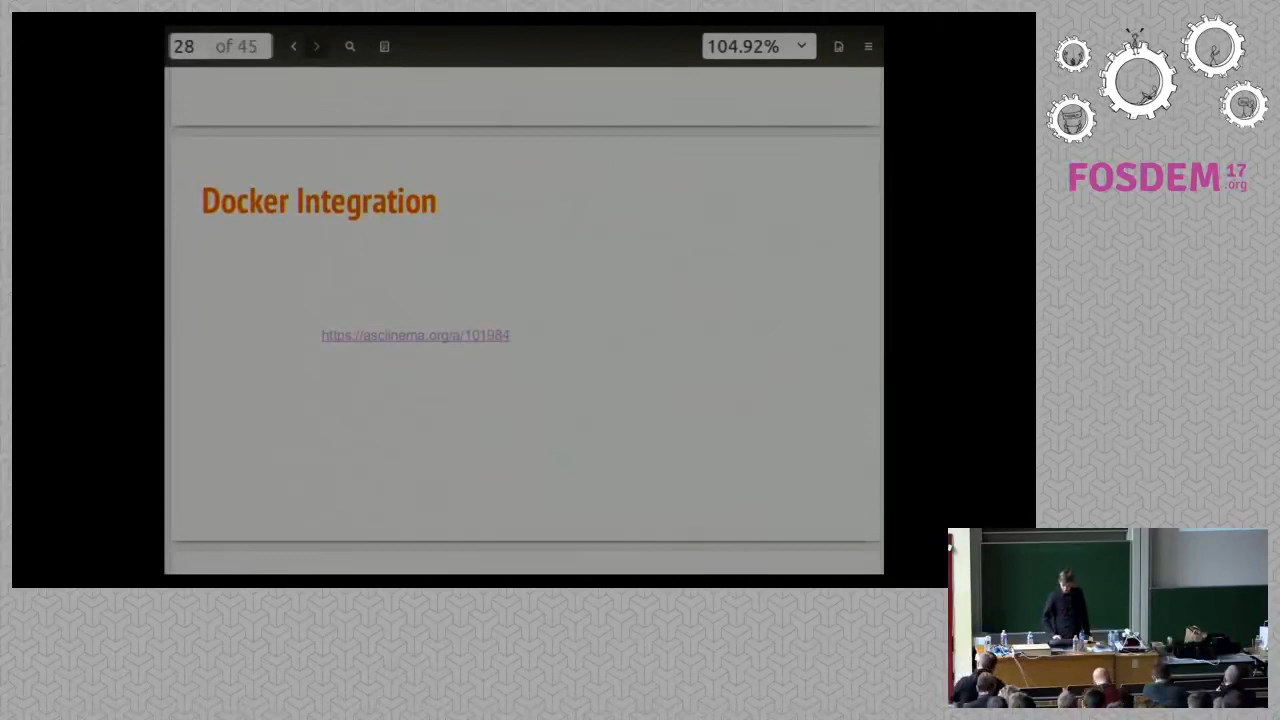 28 of 45
104.92%
Docker Integration
https://asciinema.org/a/101984
FOSDEM 17
.org